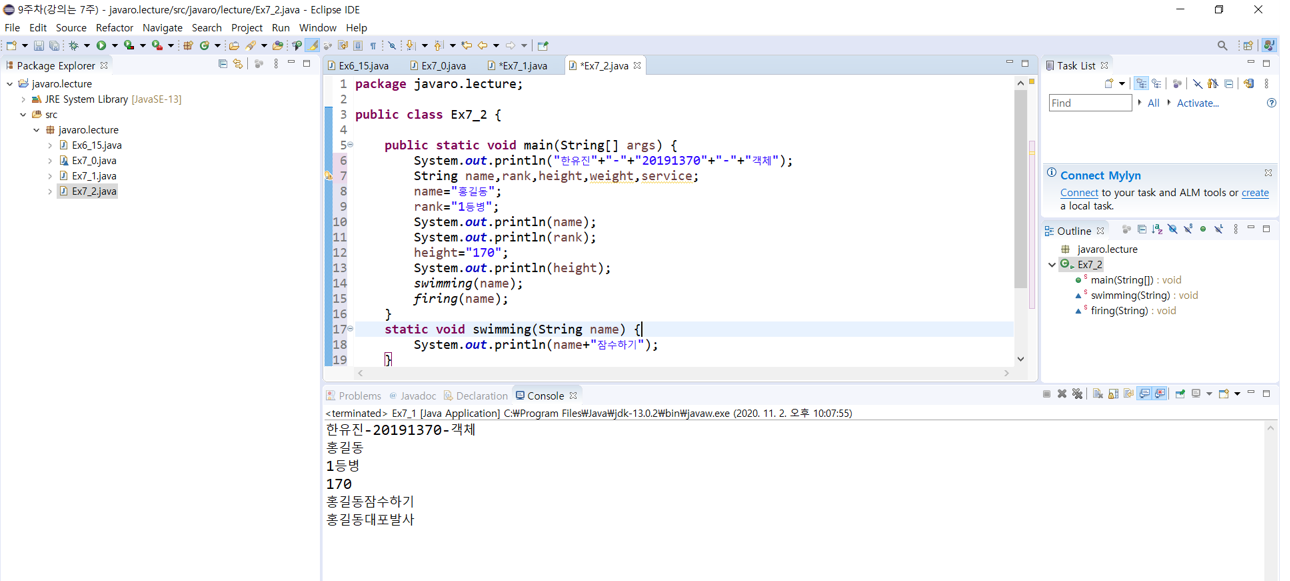 9주차(강의는 7주) - javaro.lecture/src/javaro/lecture/Ex7_2.java - Eclipse IDE
File Edit Source Refactor Navigate Search Project Run Window Help
Package Explorer
javaro.lecture
JRE System Library [JavaSE-13]
src
javaro.lecture
Ex6_15.java
Ex7_0.java
Ex7_1.java
Ex7_2.java
Ex6_15.java Ex7_0.java *Ex7_1.java *Ex7_2.java
1 package javaro.lecture;
2
3 public class Ex7_2 {
4
5 public static void main(String[] args) {
6 System.out.println("한유진"+"-"+"20191370"+"-"+"객체");
7 String name,rank,height,weight,service;
8 name="홍길동";
9 rank="1등병";
10 System.out.println(name);
11 System.out.println(rank);
12 height="170";
13 System.out.println(height);
14 swimming(name);
15 firing(name);
16 }
17 static void swimming(String name) {
18 System.out.println(name+"잠수하기");
19 }
Task List
Find All Activate...
Connect Mylyn
Connect to your task and ALM tools or create
a local task.
Outline
javaro.lecture
Ex7_2
main(String[]) : void
swimming(String) : void
firing(String) : void
Problems @ Javadoc Declaration Console
<terminated> Ex7_1 [Java Application] C:₩Program Files₩Java₩jdk-13.0.2₩bin₩javaw.exe (2020. 11. 2. 오후 10:07:55)
한유진-20191370-객체
홍길동
1등병
170
홍길동잠수하기
홍길동대포발사